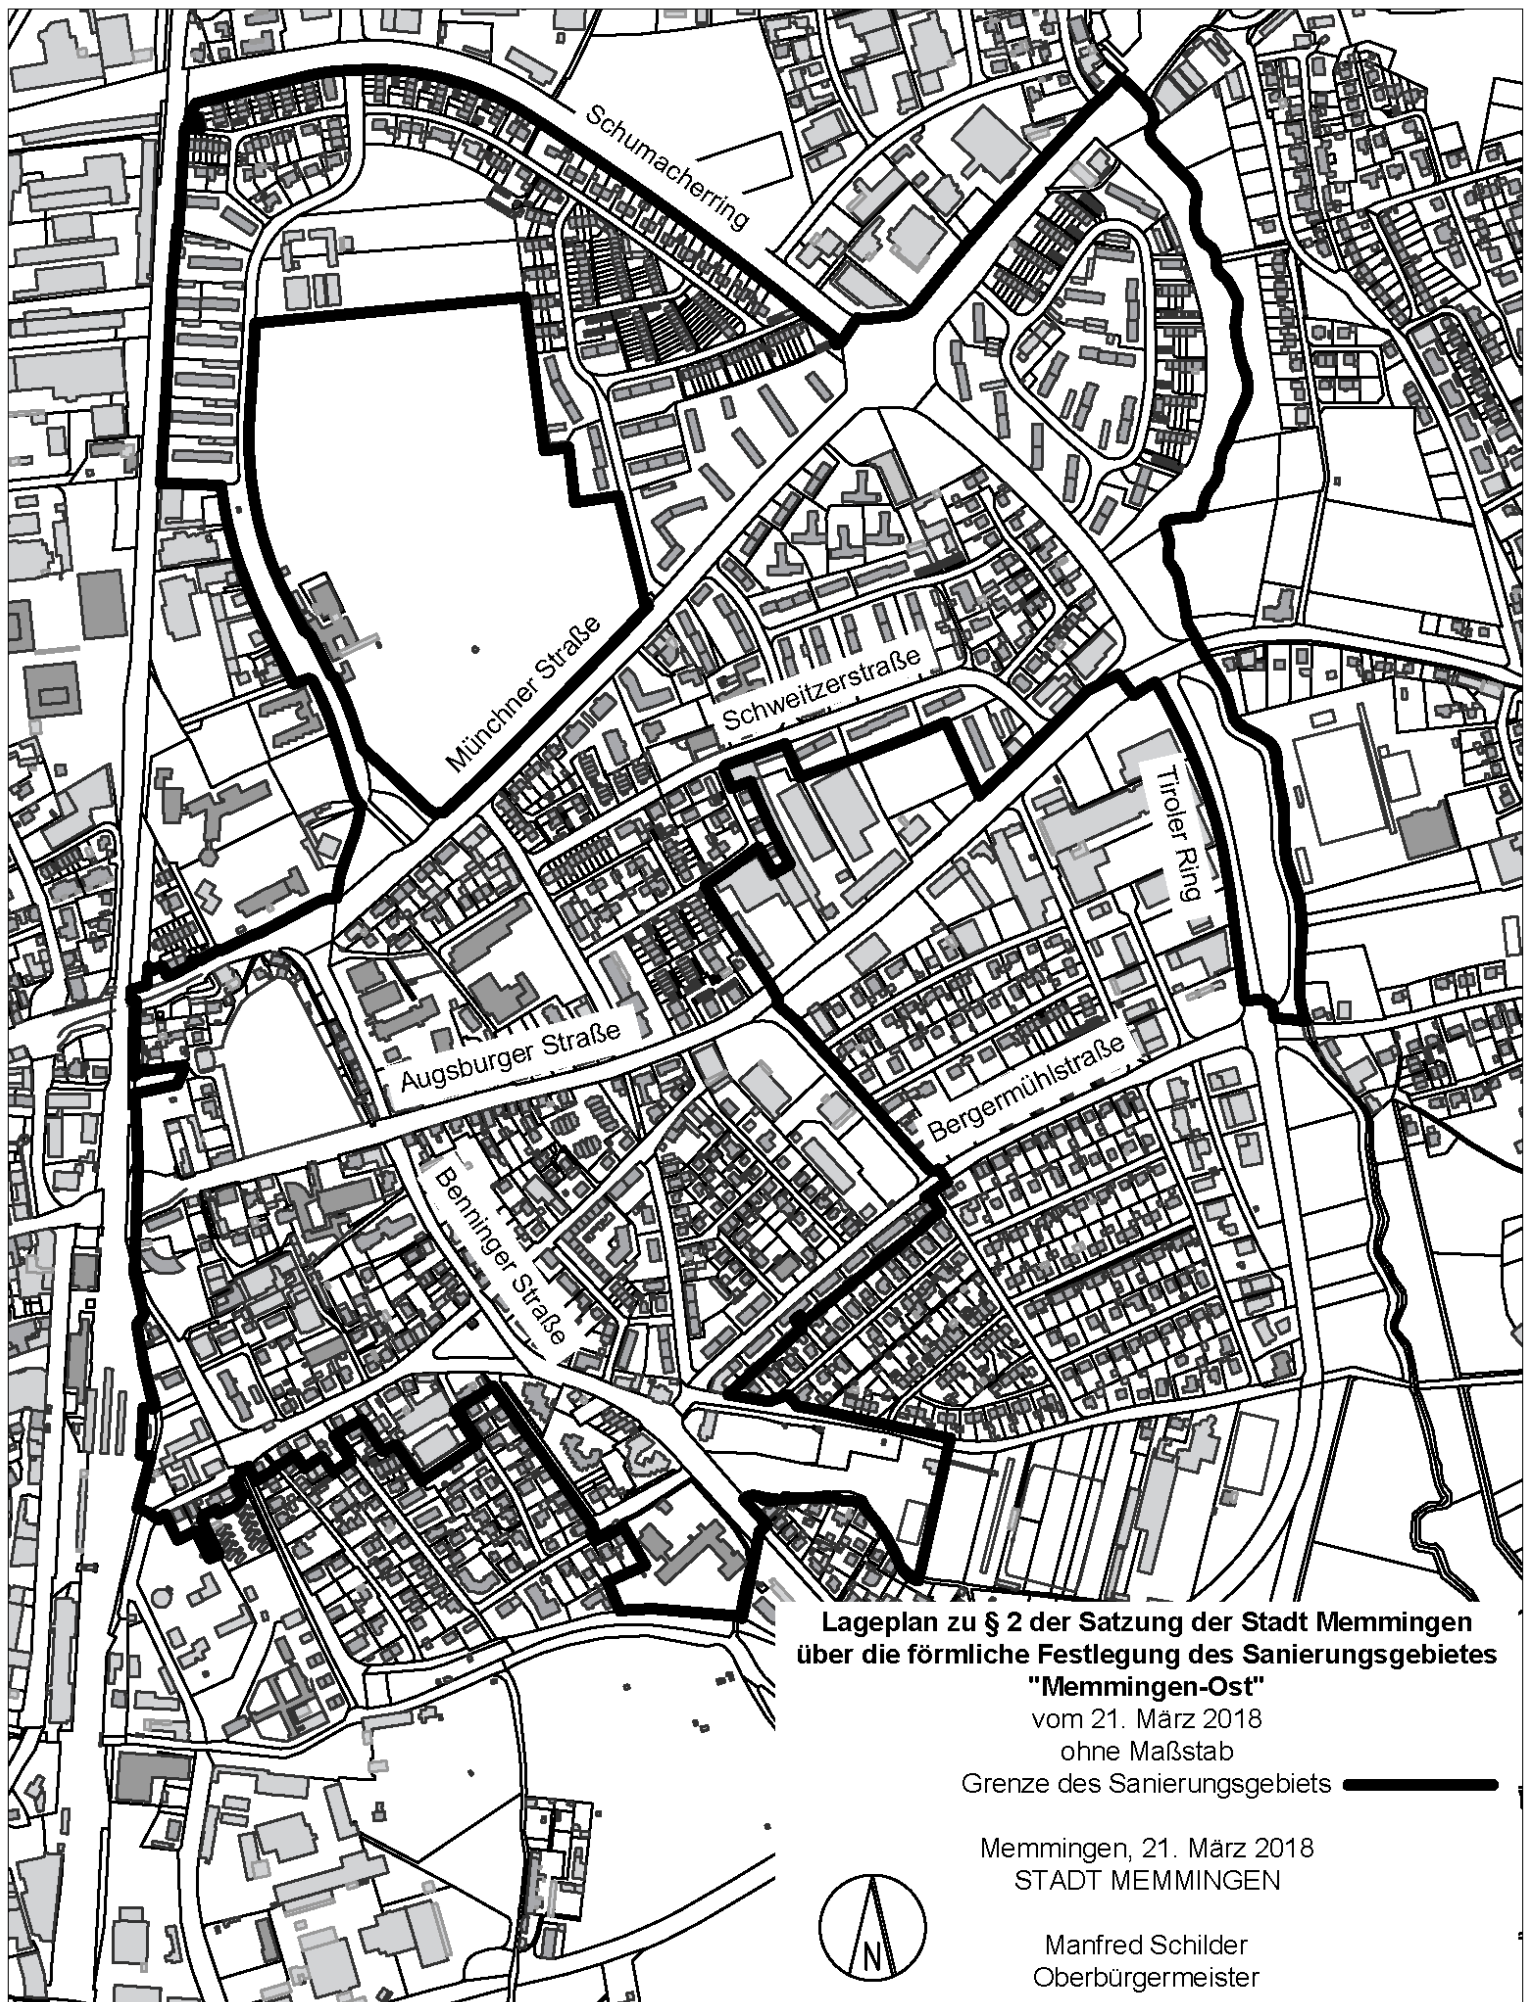 Schumacherring
Münchner Straße
Schweitzerstraße
Tiroler Ring
Augsburger Straße
Bergermühlstraße
Benninger Straße
Lageplan zu § 2 der Satzung der Stadt Memmingen
über die förmliche Festlegung des Sanierungsgebietes
"Memmingen-Ost"
vom 21. März 2018
ohne Maßstab
Grenze des Sanierungsgebiets
Memmingen, 21. März 2018
STADT MEMMINGEN
N
Manfred Schilder
Oberbürgermeister